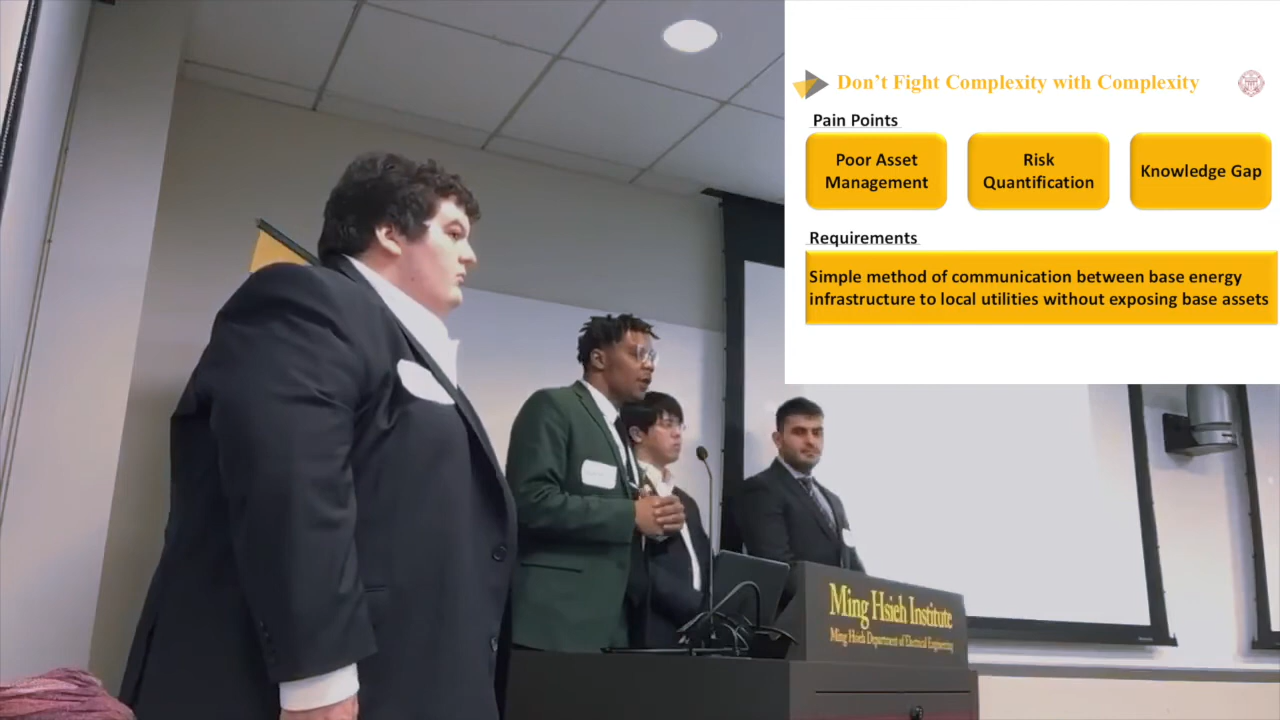 Don't Fight Complexity with Complexity
Pain Points
Poor Asset
Management
Risk
Quantification
Knowledge Gap
Requirements
Simple method of communication between base energy
infrastructure to local utilities without exposing base assets
Ming Hsieh Institute
Ming Hsieh Department of Electrical Engineering